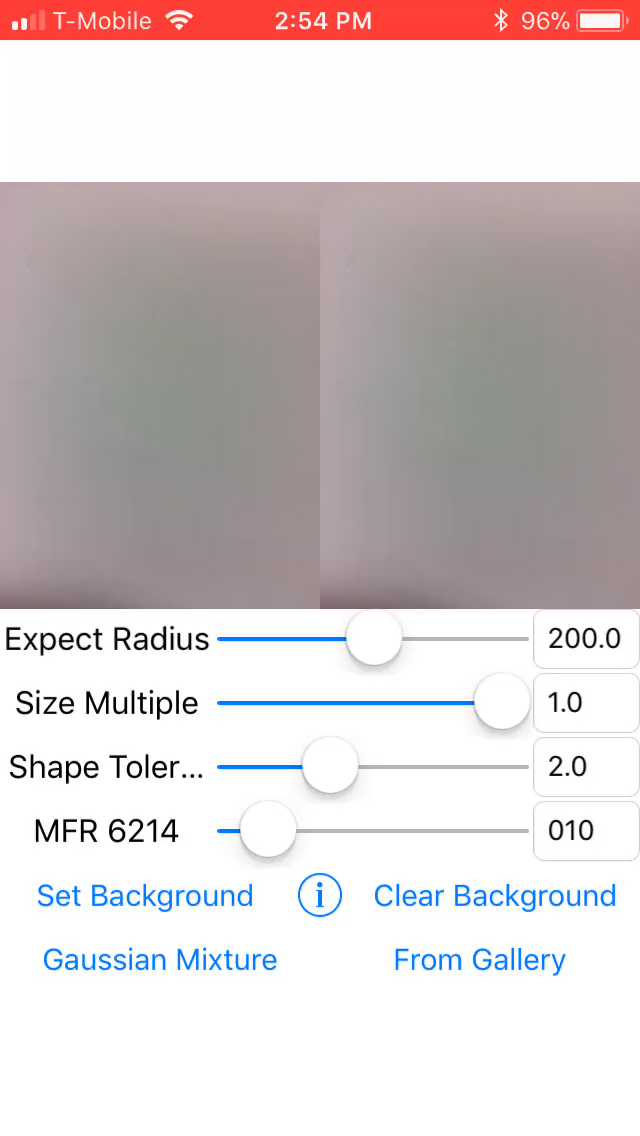 T-Mobile 2:54 PM 96%
Expect Radius 200.0
Size Multiple 1.0
Shape Toler... 2.0
MFR 6214 010
Set Background i Clear Background
Gaussian Mixture From Gallery